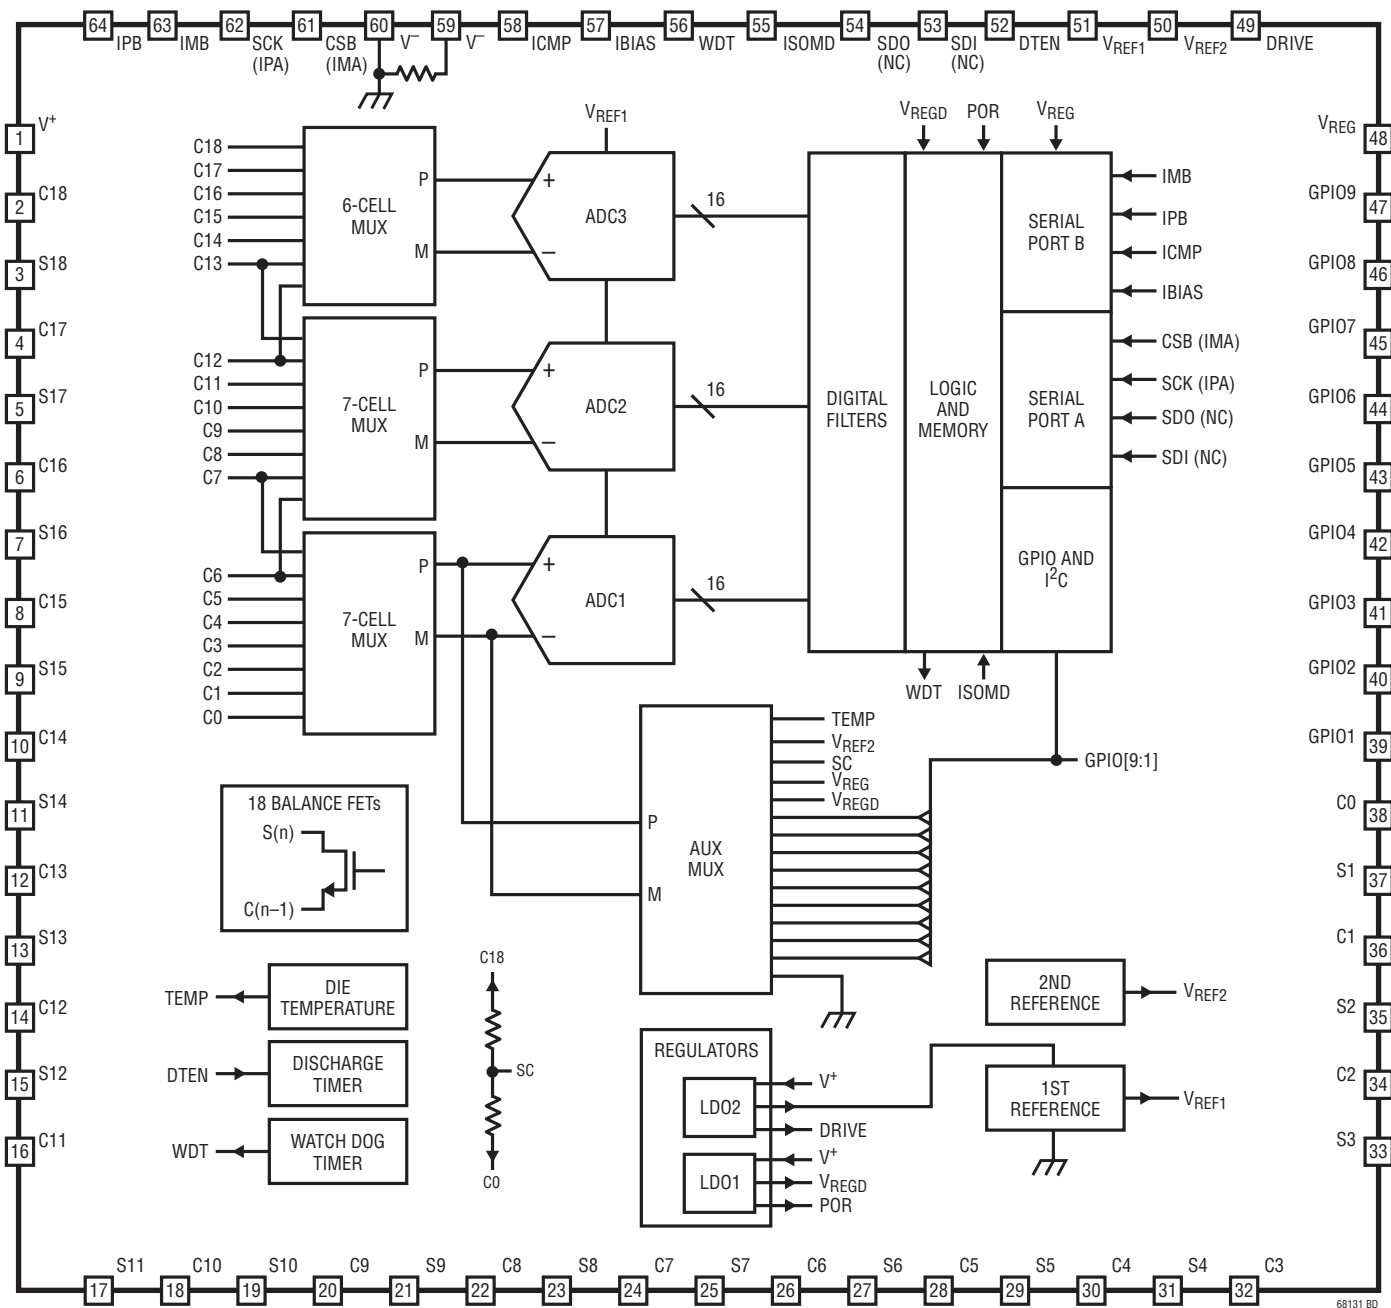 64 63 62 61 60 59 58 57 56 55 54 53 52 51 50 49
IPB IMB SCK (IPA) CSB (IMA) V– V– ICMP IBIAS WDT ISOMD SDO (NC) SDI (NC) DTEN VREF1 VREF2 DRIVE
1 V+
2 C18
3 S18
4 C17
5 S17
6 C16
7 S16
8 C15
9 S15
10 C14
11 S14
12 C13
13 S13
14 C12
15 S12
16 C11
C18
C17
C16
C15
C14
C13
6-CELL
MUX
P
M
C12
C11
C10
C9
C8
C7
7-CELL
MUX
P
M
C6
C5
C4
C3
C2
C1
C0
7-CELL
MUX
P
M
VREF1
+
–
ADC3
16
+
–
ADC2
16
+
–
ADC1
16
DIGITAL
FILTERS
VREGD
POR
VREG
LOGIC
AND
MEMORY
SERIAL
PORT B
SERIAL
PORT A
GPIO AND
I2C
IMB
IPB
ICMP
IBIAS
CSB (IMA)
SCK (IPA)
SDO (NC)
SDI (NC)
WDT
ISOMD
GPIO[9:1]
TEMP
VREF2
SC
VREG
VREGD
P
M
AUX
MUX
18 BALANCE FETs
S(n)
C(n–1)
TEMP
DIE
TEMPERATURE
DTEN
DISCHARGE
TIMER
WDT
WATCH DOG
TIMER
C18
SC
C0
REGULATORS
LDO2
V+
DRIVE
LDO1
V+
VREGD
POR
2ND
REFERENCE
VREF2
1ST
REFERENCE
VREF1
VREG 48
GPIO9 47
GPIO8 46
GPIO7 45
GPIO6 44
GPIO5 43
GPIO4 42
GPIO3 41
GPIO2 40
GPIO1 39
C0 38
S1 37
C1 36
S2 35
C2 34
S3 33
S11 C10 S10 C9 S9 C8 S8 C7 S7 C6 S6 C5 S5 C4 S4 C3
17 18 19 20 21 22 23 24 25 26 27 28 29 30 31 32
68131 BD